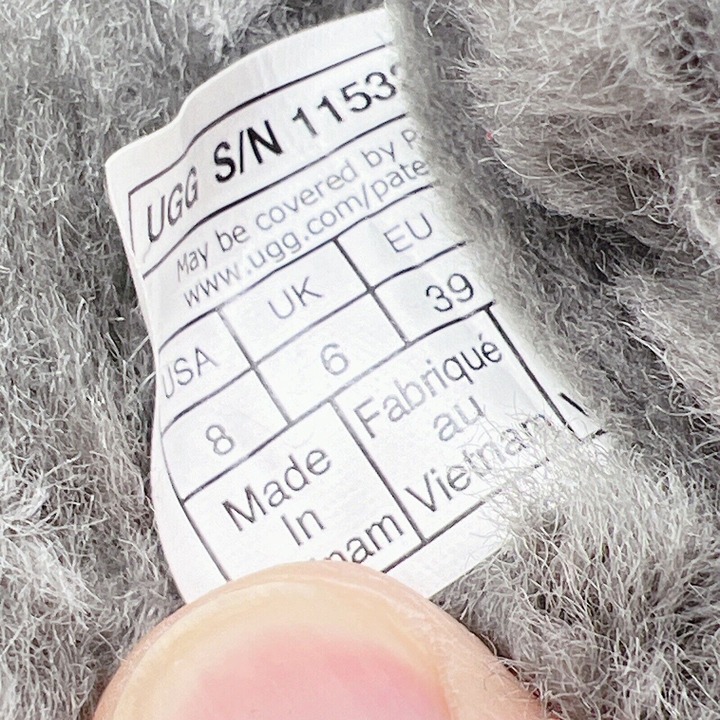 UGG S/N 1153
May be covered by
www.ugg.com/pate
USA UK EU
8 6 39
Made
In
nam
Fabriqué
au
Vietnam